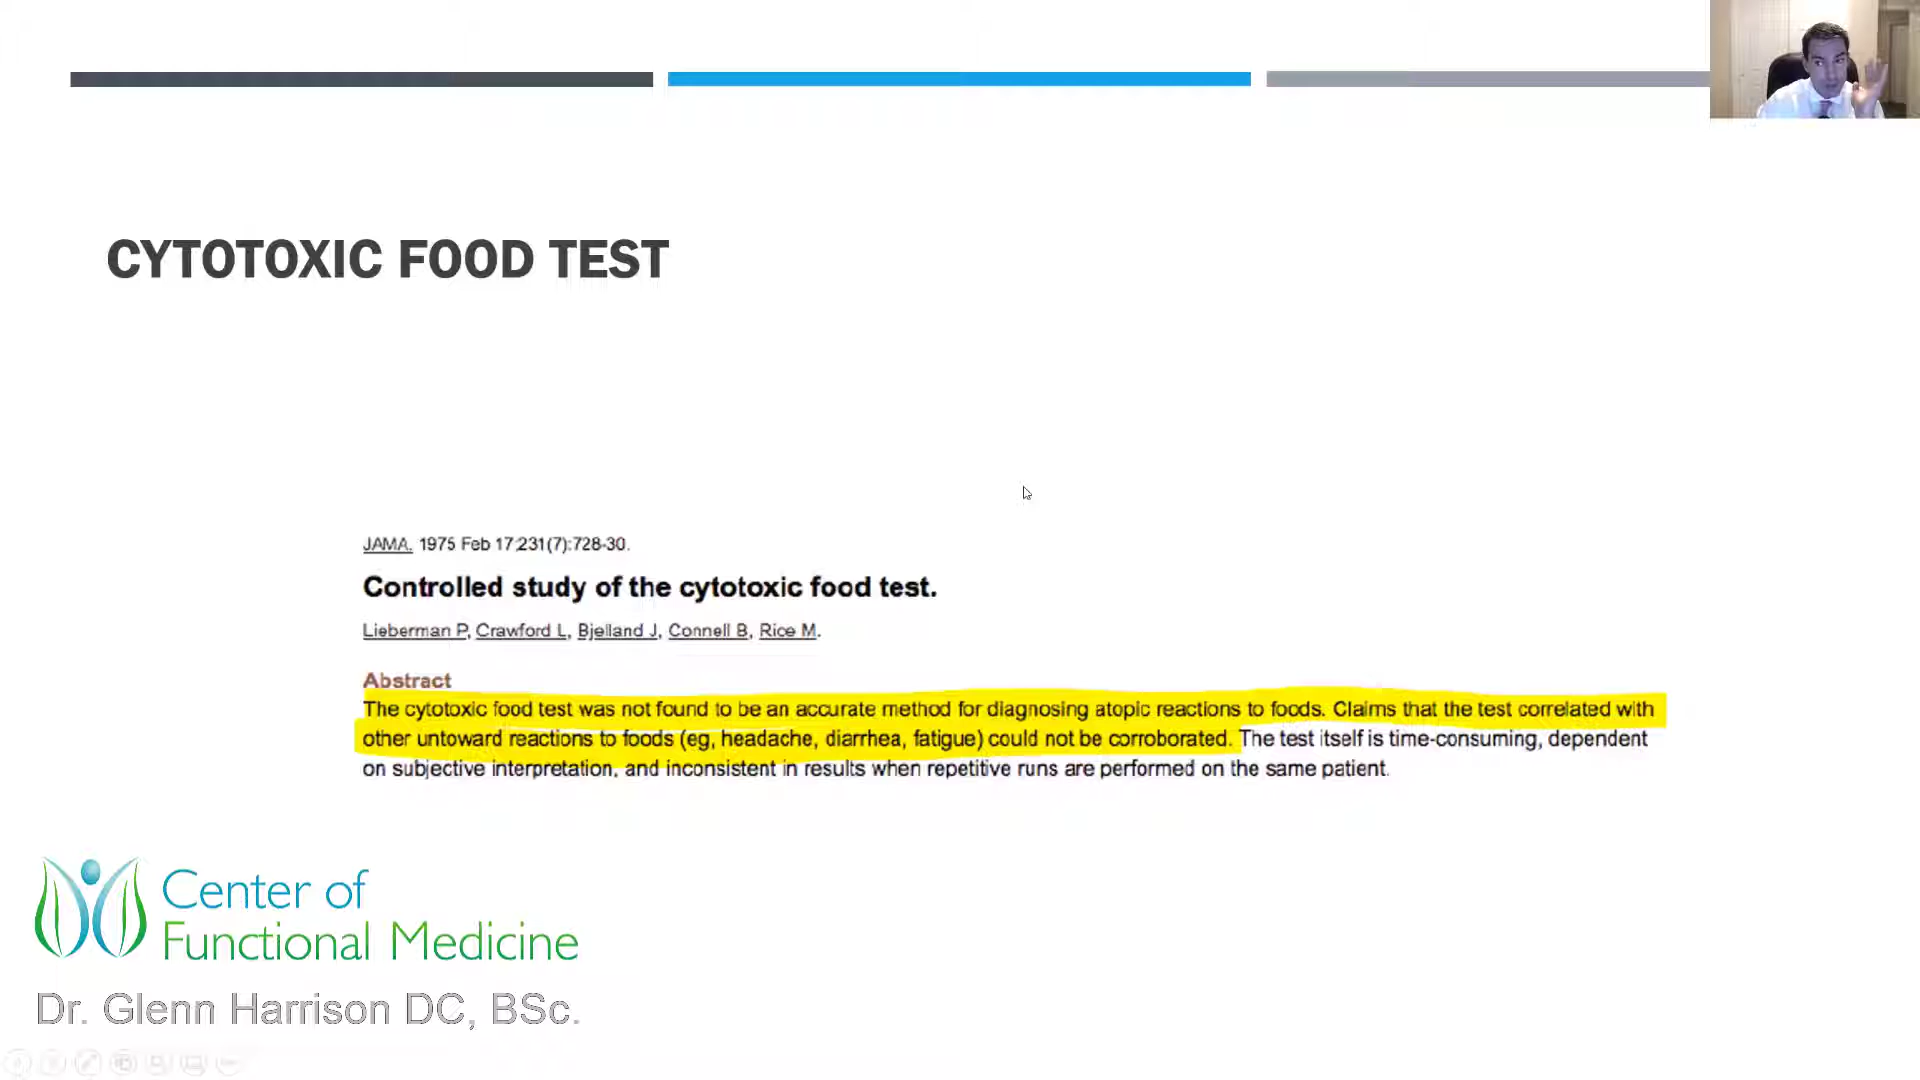 CYTOTOXIC FOOD TEST
JAMA. 1975 Feb 17;231(7):728-30.
Controlled study of the cytotoxic food test.
Lieberman P, Crawford L, Bjelland J, Connell B, Rice M.
Abstract
The cytotoxic food test was not found to be an accurate method for diagnosing atopic reactions to foods. Claims that the test correlated with
other untoward reactions to foods (eg, headache, diarrhea, fatigue) could not be corroborated. The test itself is time-consuming, dependent
on subjective interpretation, and inconsistent in results when repetitive runs are performed on the same patient.
Center of
Functional Medicine
Dr. Glenn Harrison DC, BSc.